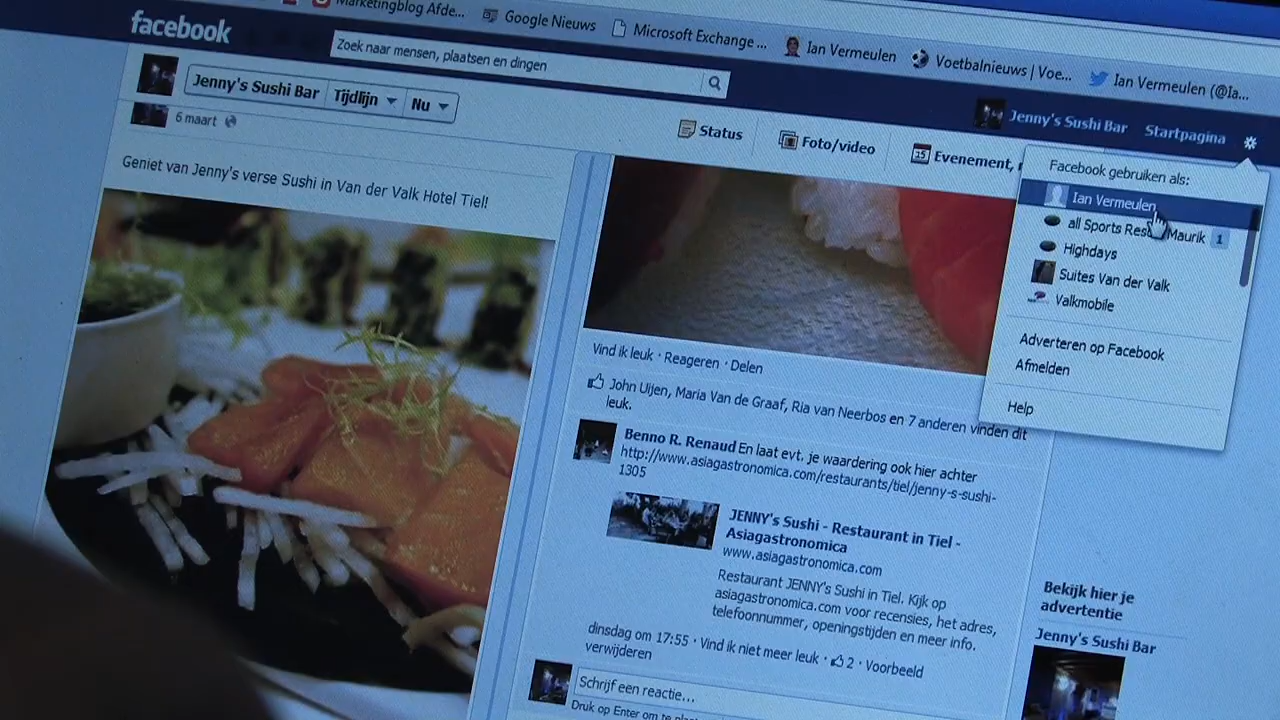 Marketingblog Afde...
Google Nieuws
Microsoft Exchange ...
Ian Vermeulen
Voetbalnieuws | Voe...
Ian Vermeulen (@Ia...
facebook
Zoek naar mensen, plaatsen en dingen
Jenny's Sushi Bar
Startpagina
Jenny's Sushi Bar
Tijdlijn
Nu
Status
Foto/video
25
Evenement,
6 maart
Geniet van Jenny's verse Sushi in Van der Valk Hotel Tiel!
Facebook gebruiken als:
Ian Vermeulen
all Sports Maurik 1
Highdays
Suites Van der Valk
Valkmobile
Adverteren op Facebook
Afmelden
Help
Vind ik leuk · Reageren · Delen
John Uijen, Maria Van de Graaf, Ria van Neerbos en 7 anderen vinden dit
leuk.
Benno R. Renaud En laat evt. je waardering ook hier achter
http://www.asiagastronomica.com/restaurants/tiel/jenny-s-sushi-
1305
JENNY's Sushi - Restaurant in Tiel -
Asiagastronomica
www.asiagastronomica.com
Restaurant JENNY's Sushi in Tiel. Kijk op
asiagastronomica.com voor recensies, het adres,
telefoonnummer, openingstijden en meer info.
dinsdag om 17:55 · Vind ik niet meer leuk · 2 · Voorbeeld
verwijderen
Schrijf een reactie...
Druk op Enter om te
Bekijk hier je
advertentie
Jenny's Sushi Bar